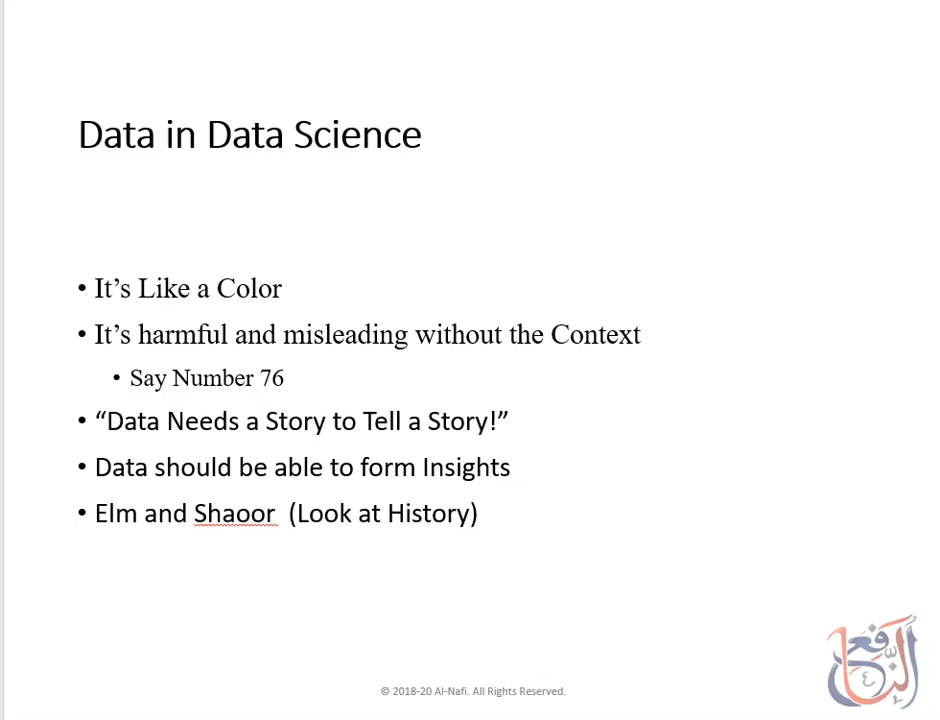 Data in Data Science
• It’s Like a Color
• It’s harmful and misleading without the Context
• Say Number 76
• “Data Needs a Story to Tell a Story!”
• Data should be able to form Insights
• Elm and Shaoor (Look at History)
النافع
© 2018-20 Al-Nafi. All Rights Reserved.